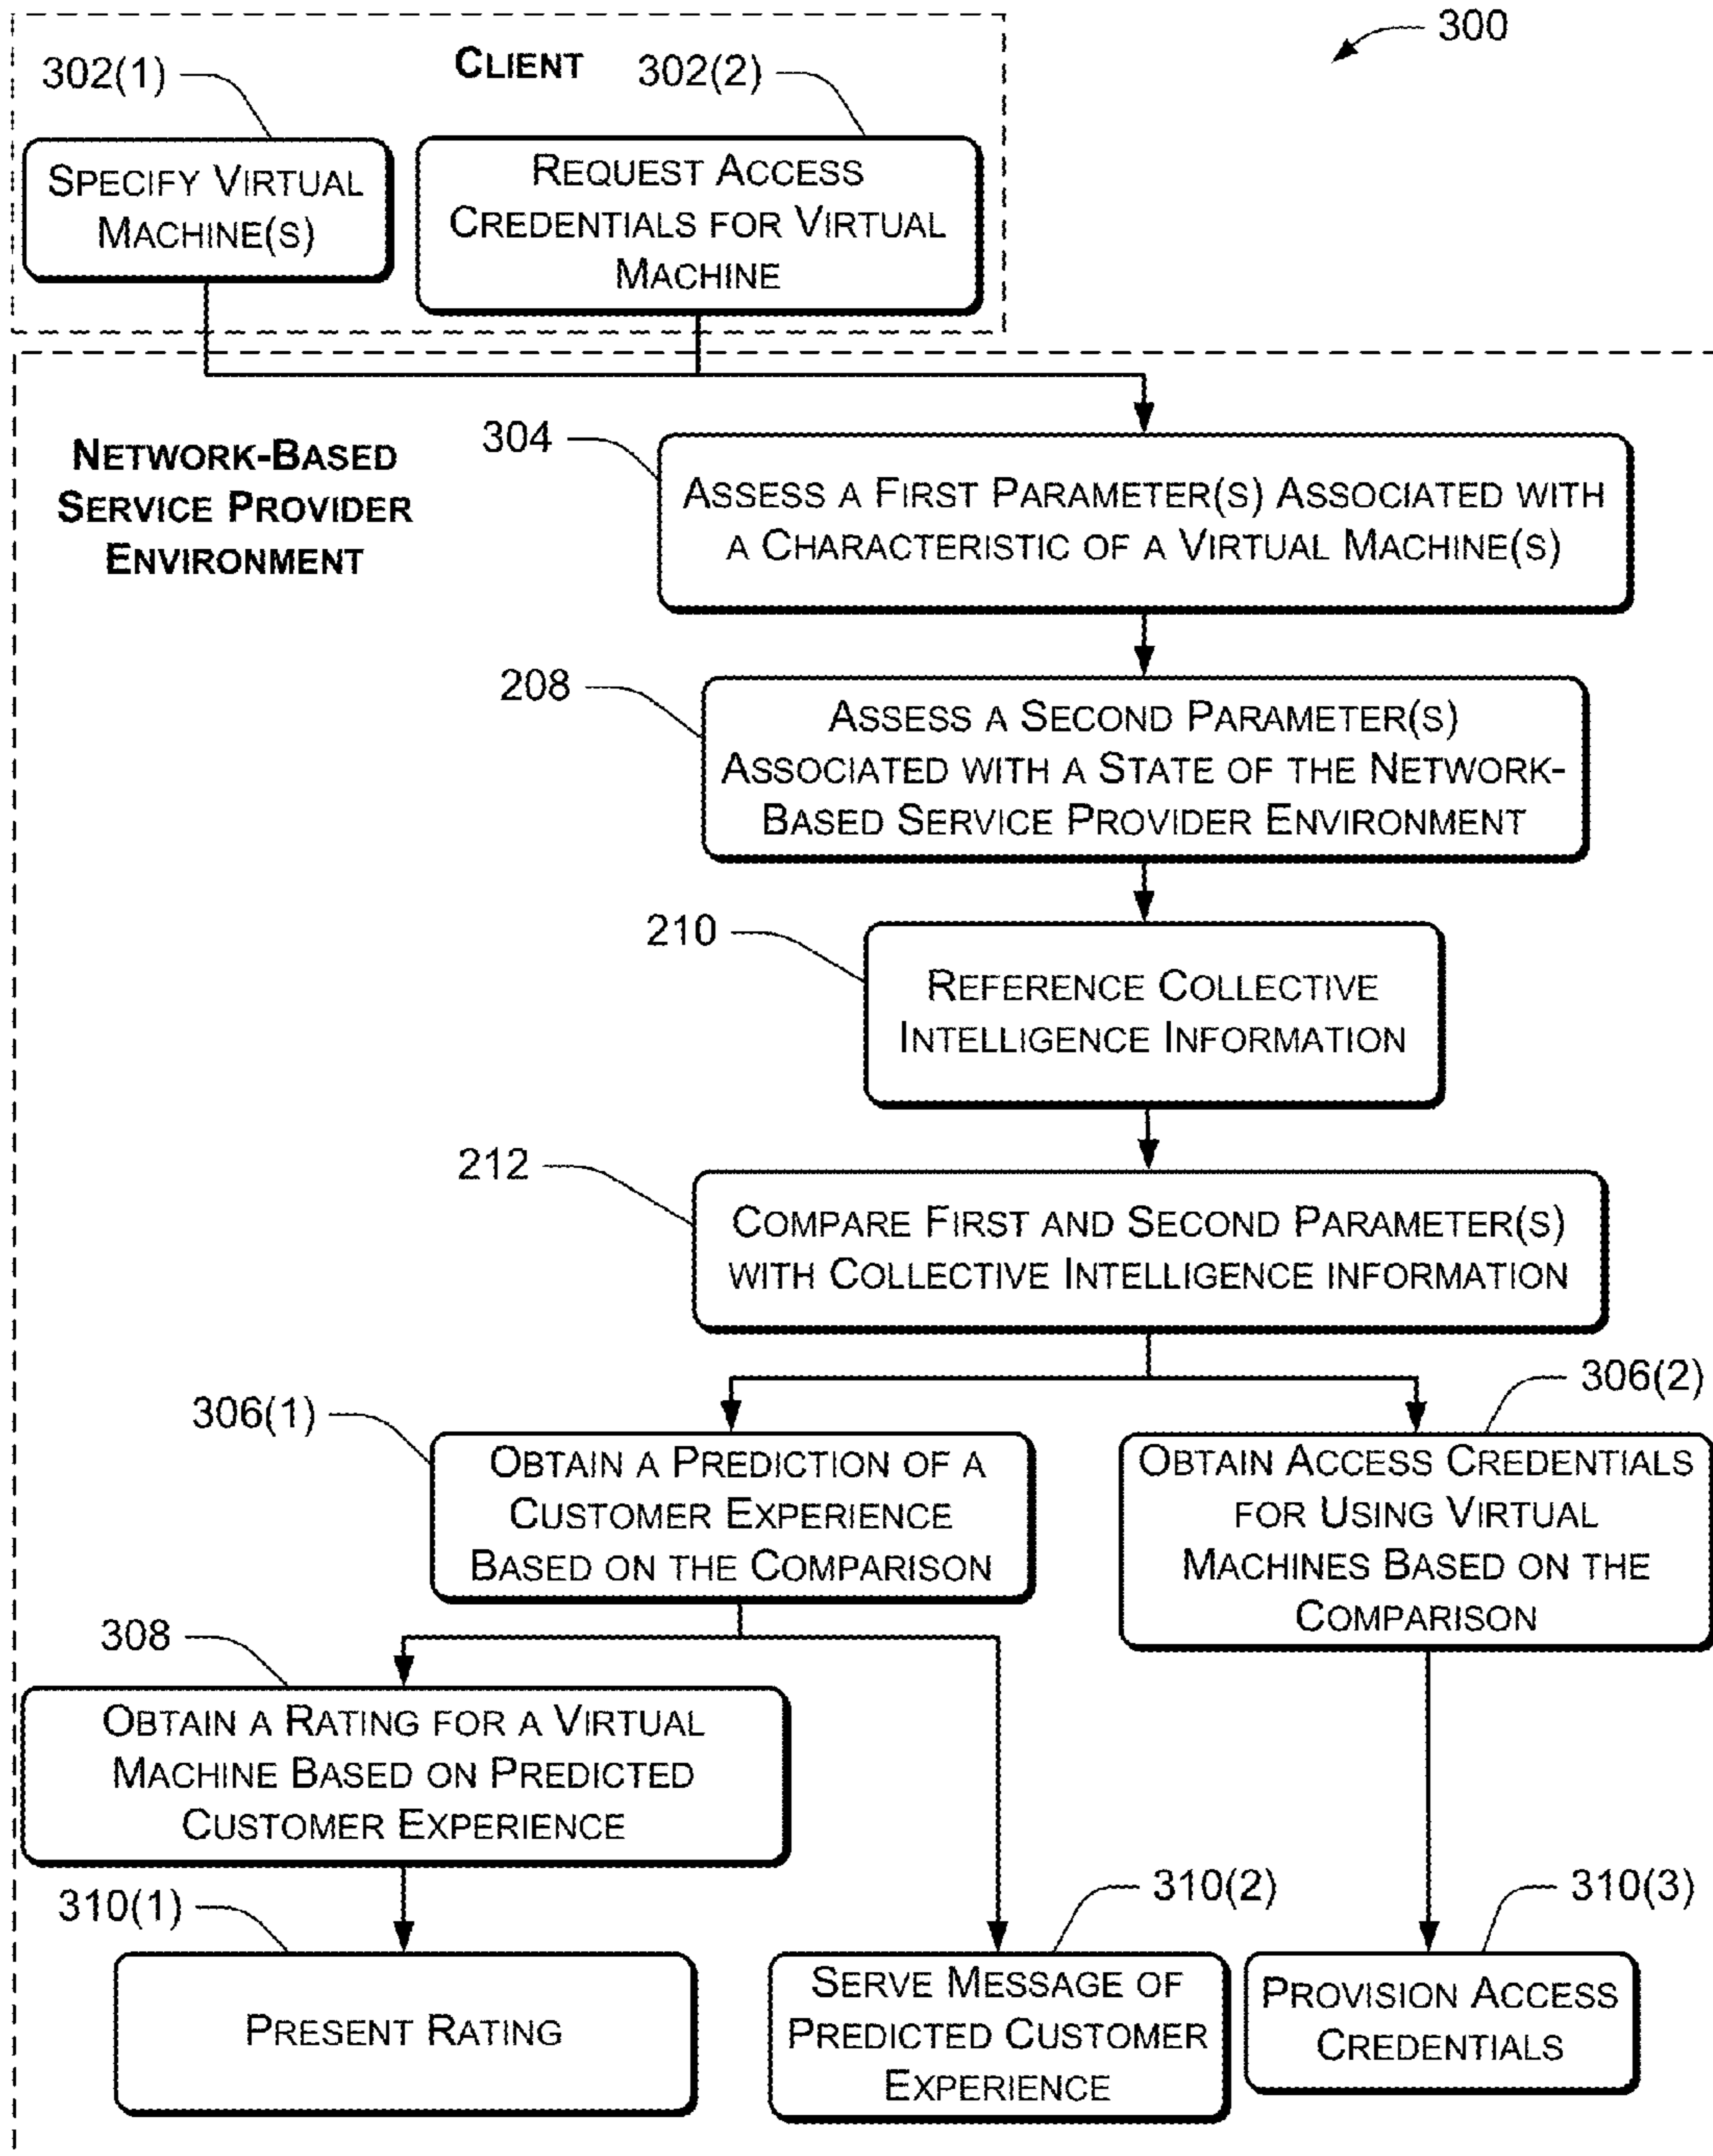 300
CLIENT
302(1)
302(2)
SPECIFY VIRTUAL
MACHINE(S)
REQUEST ACCESS
CREDENTIALS FOR VIRTUAL
MACHINE
NETWORK-BASED
SERVICE PROVIDER
ENVIRONMENT
304
ASSESS A FIRST PARAMETER(S) ASSOCIATED WITH
A CHARACTERISTIC OF A VIRTUAL MACHINE(S)
208
ASSESS A SECOND PARAMETER(S)
ASSOCIATED WITH A STATE OF THE NETWORK-
BASED SERVICE PROVIDER ENVIRONMENT
210
REFERENCE COLLECTIVE
INTELLIGENCE INFORMATION
212
COMPARE FIRST AND SECOND PARAMETER(S)
WITH COLLECTIVE INTELLIGENCE INFORMATION
306(1)
OBTAIN A PREDICTION OF A
CUSTOMER EXPERIENCE
BASED ON THE COMPARISON
306(2)
OBTAIN ACCESS CREDENTIALS
FOR USING VIRTUAL
MACHINES BASED ON THE
COMPARISON
308
OBTAIN A RATING FOR A VIRTUAL
MACHINE BASED ON PREDICTED
CUSTOMER EXPERIENCE
310(1)
PRESENT RATING
310(2)
SERVE MESSAGE OF
PREDICTED CUSTOMER
EXPERIENCE
310(3)
PROVISION ACCESS
CREDENTIALS